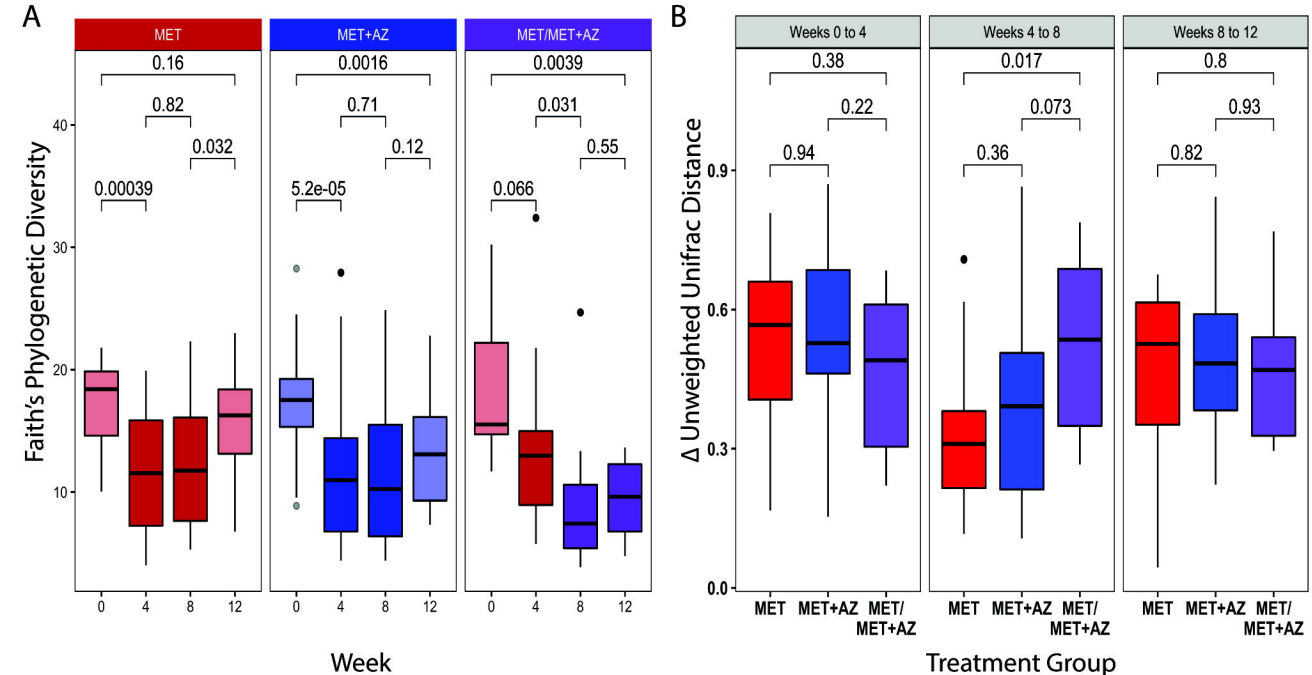 A
MET
MET+AZ
MET/MET+AZ
0.16
0.0016
0.0039
0.82
0.71
0.031
0.032
0.12
0.55
0.00039
5.2e-05
0.066
Faith's Phylogenetic Diversity
40
30
20
10
0 4 8 12
0 4 8 12
0 4 8 12
Week
B
Weeks 0 to 4
Weeks 4 to 8
Weeks 8 to 12
0.38
0.017
0.8
0.22
0.073
0.93
0.94
0.36
0.82
Δ Unweighted Unifrac Distance
0.9
0.6
0.3
0.0
MET MET+AZ MET/
MET+AZ
MET MET+AZ MET/
MET+AZ
MET MET+AZ MET/
MET+AZ
Treatment Group